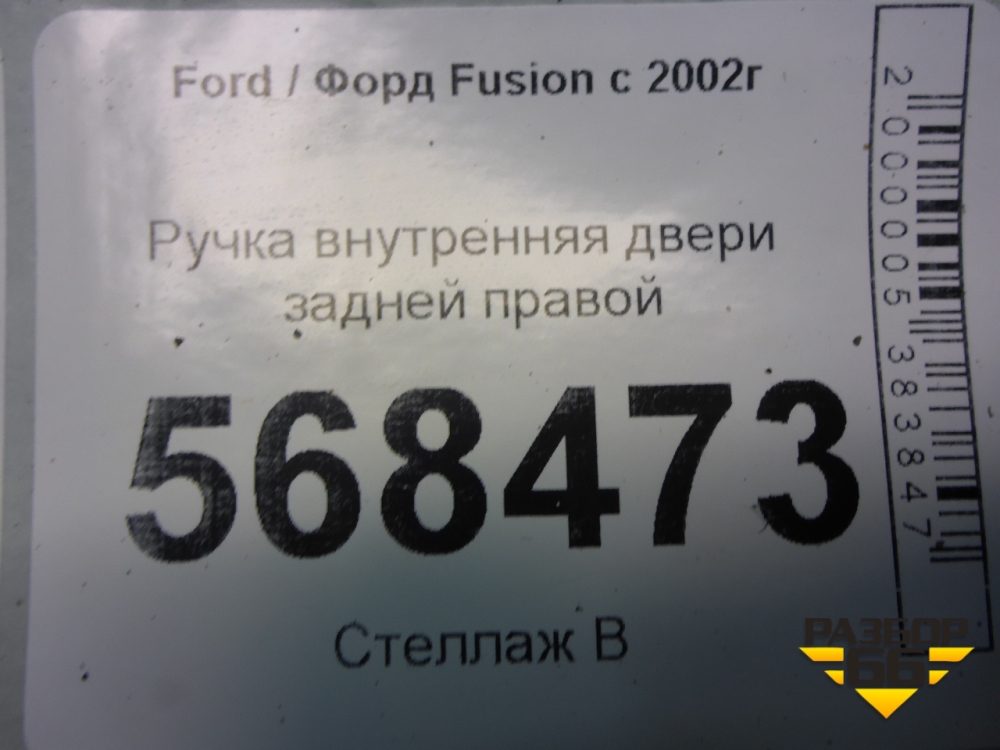 Ford / Форд Fusion с 2002г
Ручка внутренняя двери
задней правой
568473
Стеллаж В
2000005383847
РАЗБОР
66